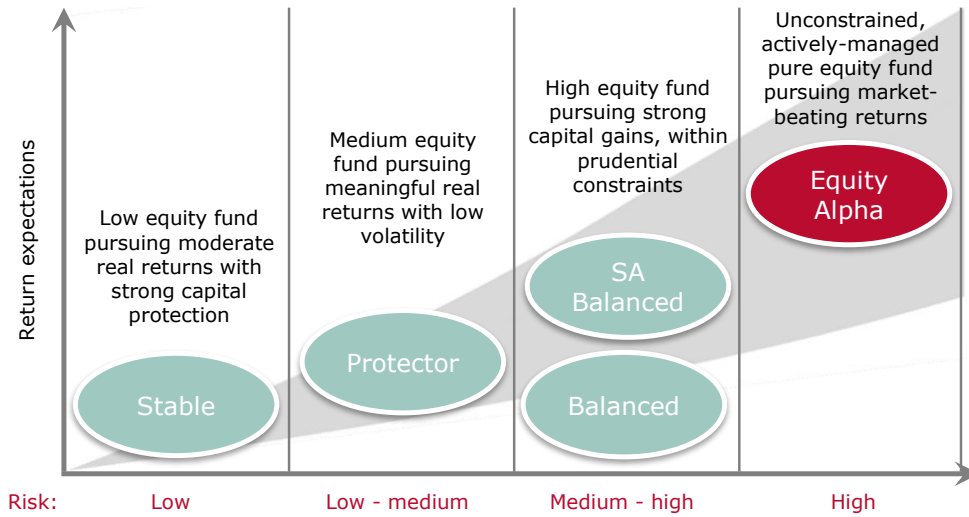 Return expectations
Low equity fund
pursuing moderate
real returns with
strong capital
protection
Stable
Medium equity
fund pursuing
meaningful real
returns with low
volatility
Protector
High equity fund
pursuing strong
capital gains, within
prudential
constraints
SA
Balanced
Balanced
Unconstrained,
actively-managed
pure equity fund
pursuing market-
beating returns
Equity
Alpha
Risk:
Low
Low - medium
Medium - high
High